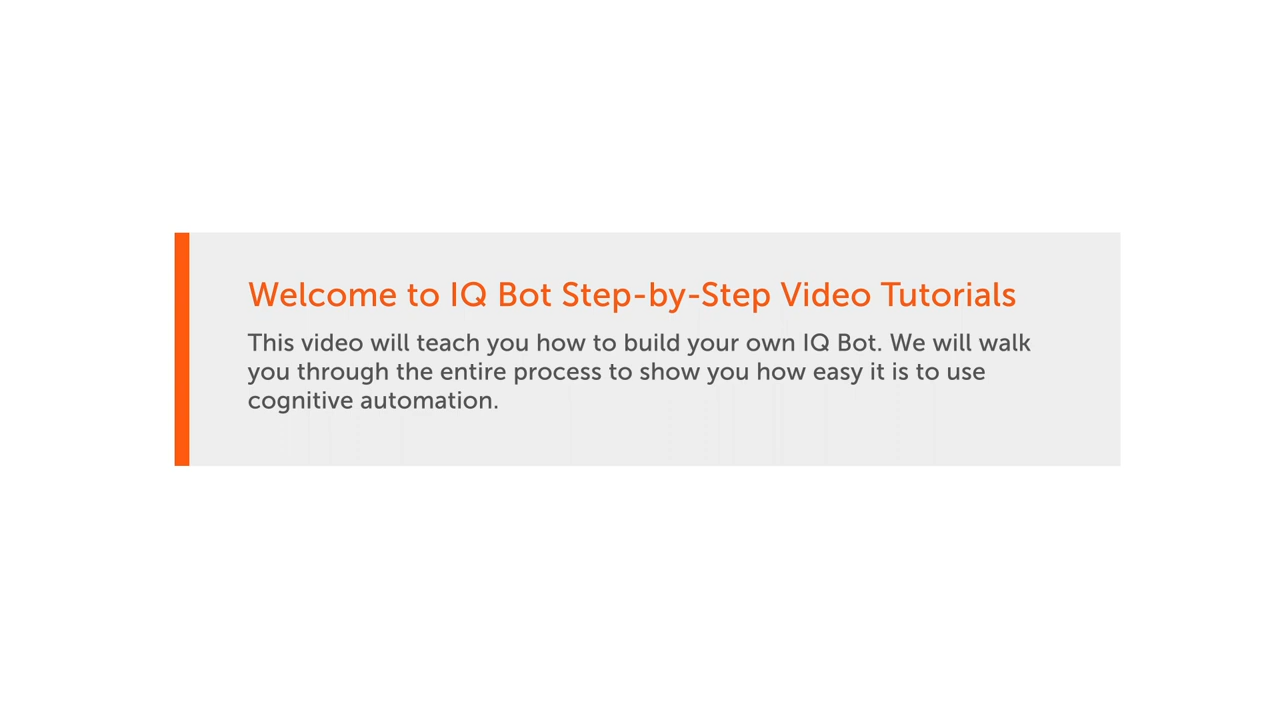 Welcome to IQ Bot Step-by-Step Video Tutorials
This video will teach you how to build your own IQ Bot. We will walk
you through the entire process to show you how easy it is to use
cognitive automation.